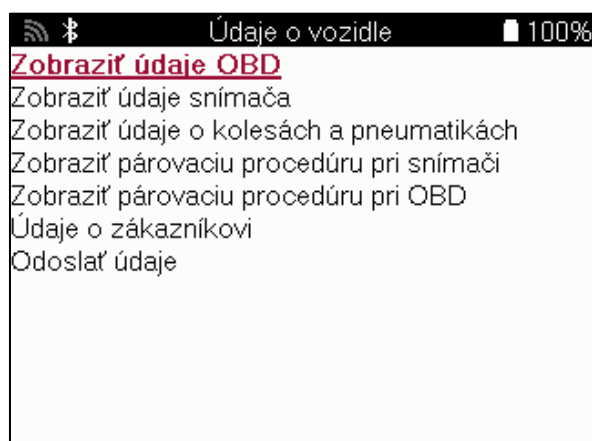 Údaje o vozidle 100%
Zobraziť údaje OBD
Zobraziť údaje snímača
Zobraziť údaje o kolesách a pneumatikách
Zobraziť párovaciu procedúru pri snímači
Zobraziť párovaciu procedúru pri OBD
Údaje o zákazníkovi
Odoslať údaje